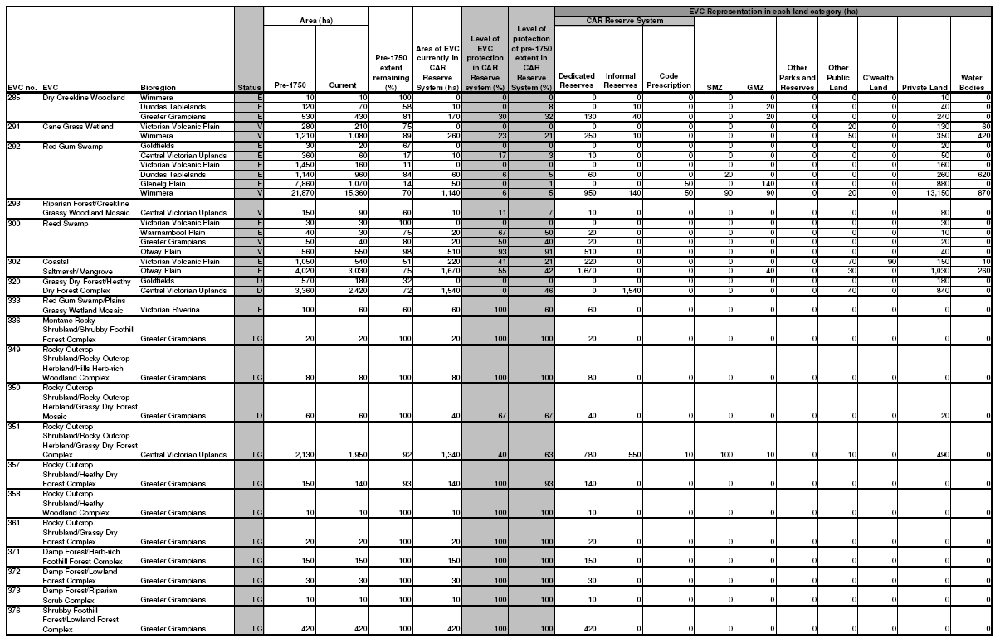 EVC Representation in each land category (ha)
Area (ha) CAR Reserve System
EVC no. EVC Bioregion Status Pre-1750 Current Pre-1750 extent remaining (%) Area of EVC currently in CAR Reserve System (ha) Level of EVC protection in CAR Reserve system (%) Level of protection of pre-1750 extent in CAR Reserve System (%) Dedicated Reserves Informal Reserves Code Prescription SMZ GMZ Other Parks and Reserves Other Public Land C'wealth Land Private Land Water Bodies
285 Dry Creekline Woodland Wimmera E 10 10 100 0 0 0 0 0 0 0 0 0 0 0 10 0
Dundas Tablelands E 120 70 58 10 0 8 0 10 0 0 20 0 0 0 40 0
Greater Grampians E 530 430 81 170 30 32 130 40 0 0 20 0 0 0 240 0
291 Cane Grass Wetland Victorian Volcanic Plain V 280 210 75 0 0 0 0 0 0 0 0 0 20 0 130 60
Wimmera V 1,210 1,080 89 260 23 21 250 10 0 0 0 0 50 0 350 420
292 Red Gum Swamp Goldfields E 30 20 67 0 0 0 0 0 0 0 0 0 0 0 20 0
Central Victorian Uplands E 360 60 17 10 17 3 10 0 0 0 0 0 0 0 50 0
Victorian Volcanic Plain E 1,450 160 11 0 0 0 0 0 0 0 0 0 0 0 160 0
Dundas Tablelands E 1,140 960 84 60 6 5 60 0 0 20 0 0 0 0 260 620
Glenelg Plain E 7,860 1,070 14 50 0 1 0 0 50 0 140 0 0 0 880 0
Wimmera V 21,870 15,360 70 1,140 6 5 950 140 50 90 90 0 20 0 13,150 870
293 Riparian Forest/Creekline
Grassy Woodland Mosaic Central Victorian Uplands V 150 90 60 10 11 7 10 0 0 0 0 0 0 0 80 0
300 Reed Swamp Victorian Volcanic Plain E 30 30 100 0 0 0 0 0 0 0 0 0 0 0 30 0
Warrnambool Plain E 40 30 75 20 67 50 20 0 0 0 0 0 0 0 10 0
Greater Grampians V 50 40 80 20 50 40 20 0 0 0 0 0 0 0 20 0
Otway Plain V 560 550 98 510 93 91 510 0 0 0 0 0 0 0 40 0
302 Coastal Victorian Volcanic Plain E 1,050 540 51 220 41 21 220 0 0 0 0 0 70 90 150 10
Saltmarsh/Mangrove Otway Plain E 4,020 3,030 75 1,670 55 42 1,670 0 0 0 40 0 30 0 1,030 260
320 Grassy Dry Forest/Heathy Goldfields D 570 180 32 0 0 0 0 0 0 0 0 0 0 0 180 0
Dry Forest Complex Central Victorian Uplands D 3,360 2,420 72 1,540 0 46 0 1,540 0 0 0 0 40 0 840 0
333 Red Gum Swamp/Plains
Grassy Wetland Mosaic Victorian Riverina E 100 60 60 60 100 60 60 0 0 0 0 0 0 0 0 0
336 Montane Rocky
Shrubland/Shrubby Foothill
Forest Complex Greater Grampians LC 20 20 100 20 100 100 20 0 0 0 0 0 0 0 0 0
349 Rocky Outcrop
Shrubland/Rocky Outcrop
Herbland/Hills Herb-rich
Woodland Complex Greater Grampians LC 80 80 100 80 100 100 80 0 0 0 0 0 0 0 0 0
350 Rocky Outcrop
Shrubland/Rocky Outcrop
Herbland/Grassy Dry Forest
Mosaic Greater Grampians D 60 60 100 40 67 67 40 0 0 0 0 0 0 0 20 0
351 Rocky Outcrop
Shrubland/Rocky Outcrop
Herbland/Grassy Dry Forest
Complex Central Victorian Uplands LC 2,130 1,950 92 1,340 40 63 780 550 10 100 10 0 10 0 490 0
357 Rocky Outcrop
Shrubland/Heathy Dry
Forest Complex Greater Grampians LC 150 140 93 140 100 93 140 0 0 0 0 0 0 0 0 0
358 Rocky Outcrop
Shrubland/Heathy
Woodland Complex Greater Grampians LC 10 10 100 10 100 100 10 0 0 0 0 0 0 0 0 0
361 Rocky Outcrop
Shrubland/Grassy Dry
Forest Complex Greater Grampians LC 20 20 100 20 100 100 20 0 0 0 0 0 0 0 0 0
371 Damp Forest/Herb-rich
Foothill Forest Complex Greater Grampians LC 150 150 100 150 100 100 150 0 0 0 0 0 0 0 0 0
372 Damp Forest/Lowland
Forest Complex Greater Grampians LC 30 30 100 30 100 100 30 0 0 0 0 0 0 0 0 0
373 Damp Forest/Riparian
Scrub Complex Greater Grampians LC 10 10 100 10 100 100 10 0 0 0 0 0 0 0 0 0
376 Shrubby Foothill
Forest/Lowland Forest
Complex Greater Grampians LC 420 420 100 420 100 100 420 0 0 0 0 0 0 0 0 0